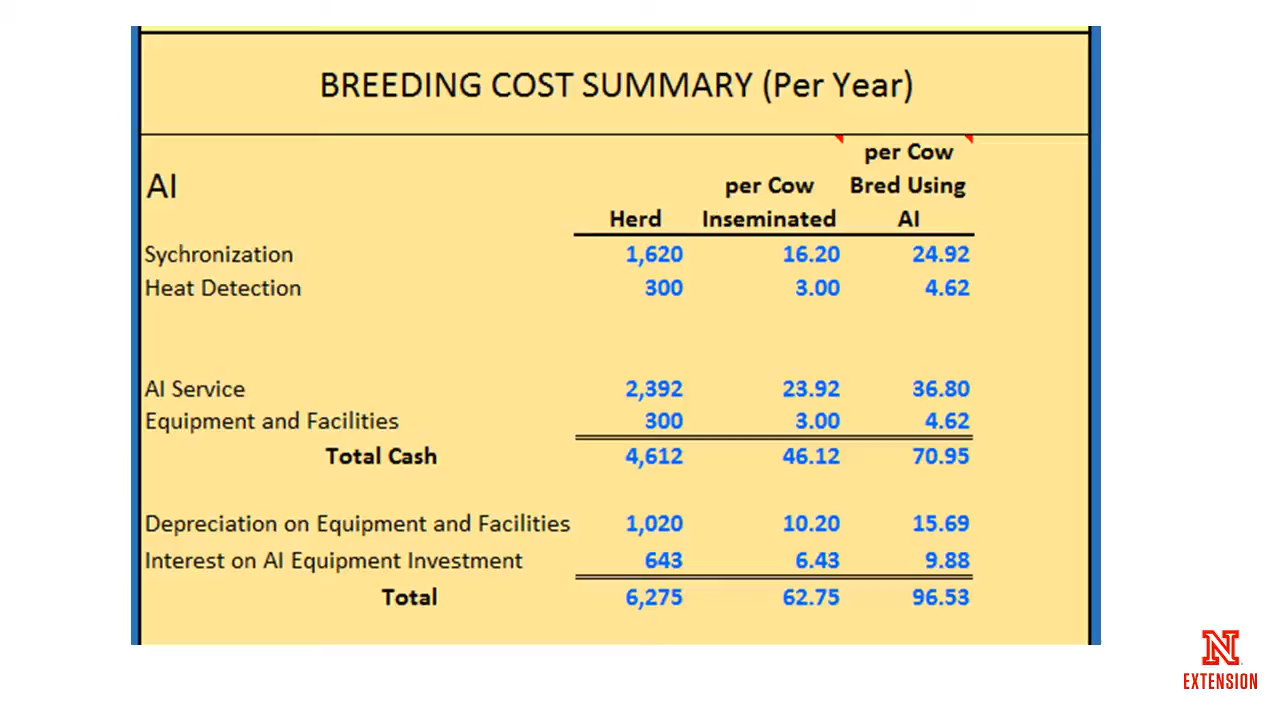 BREEDING COST SUMMARY (Per Year)
AI
Herd
per Cow
Inseminated
per Cow
Bred Using
AI
Sychronization 1,620 16.20 24.92
Heat Detection 300 3.00 4.62
AI Service 2,392 23.92 36.80
Equipment and Facilities 300 3.00 4.62
Total Cash 4,612 46.12 70.95
Depreciation on Equipment and Facilities 1,020 10.20 15.69
Interest on AI Equipment Investment 643 6.43 9.88
Total 6,275 62.75 96.53
N
EXTENSION